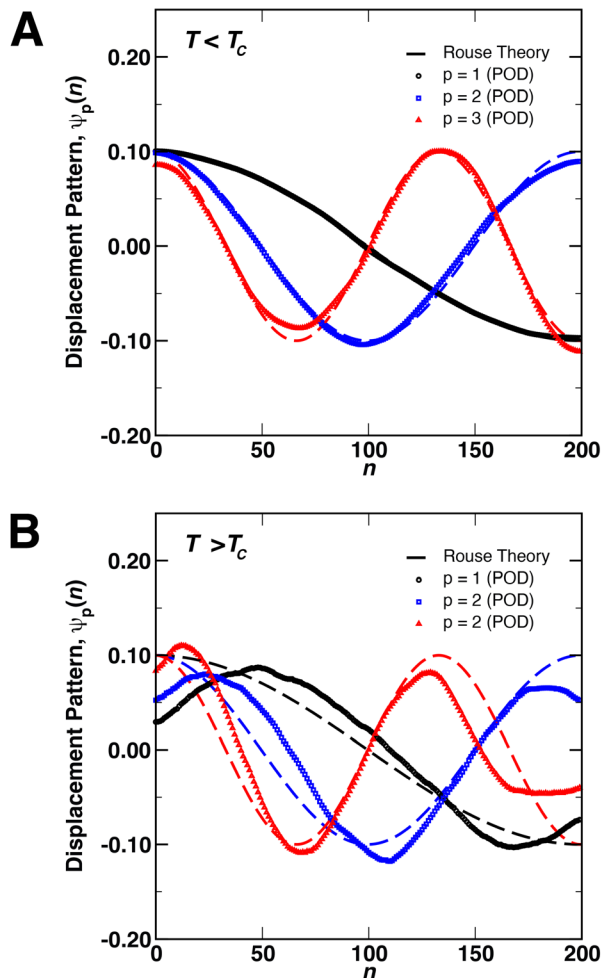 A
T < Tc
Rouse Theory
p = 1 (POD)
p = 2 (POD)
p = 3 (POD)
Displacement Pattern, ψp(n)
0.20
0.10
0.00
-0.10
-0.20
0
50
100
150
200
n
B
T >Tc
Rouse Theory
p = 1 (POD)
p = 2 (POD)
p = 2 (POD)
Displacement Pattern, ψp(n)
0.20
0.10
0.00
-0.10
-0.20
0
50
100
150
200
n